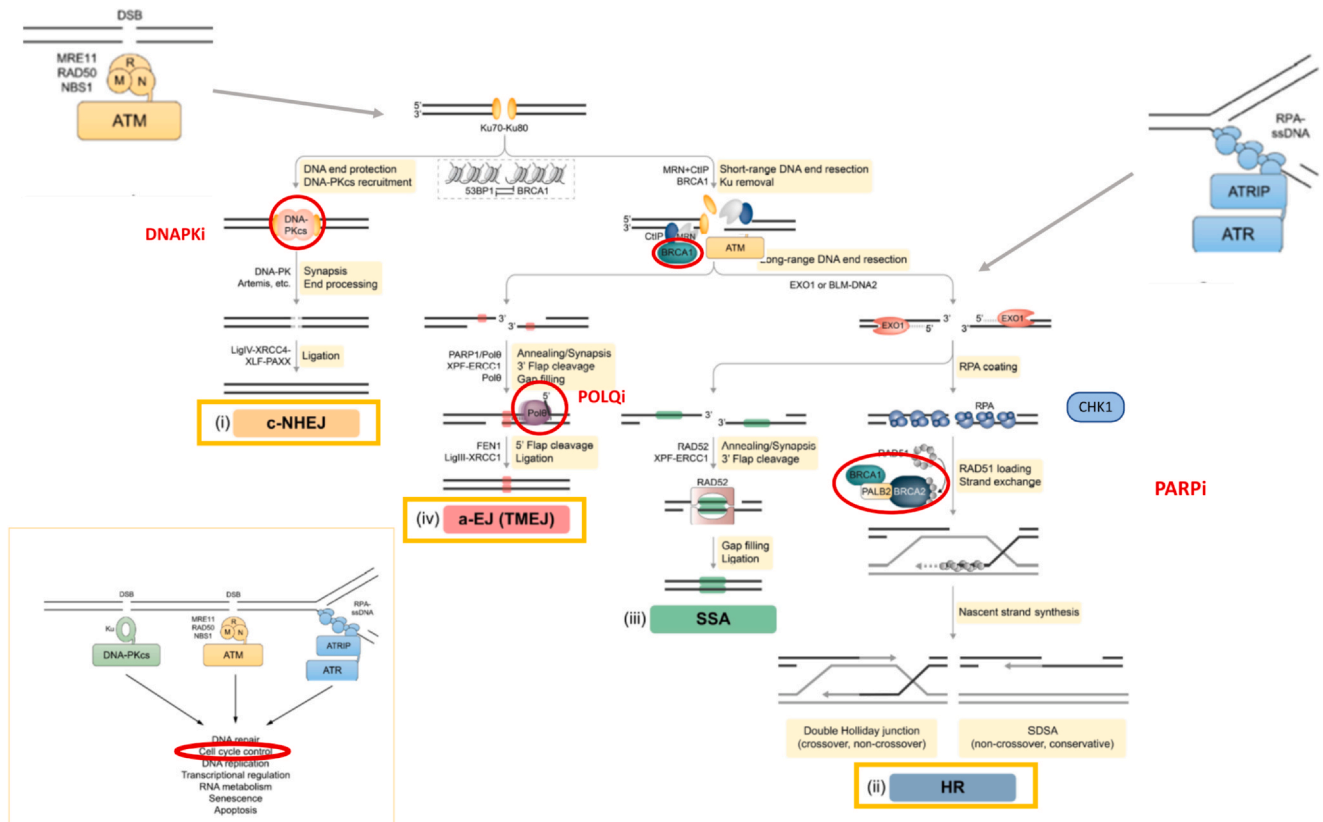 DSB
MRE11
RAD50
NBS1
R
M
N
ATM
5'
3'
Ku70-Ku80
RPA-
ssDNA
ATRIP
ATR
DNA end protection
DNA-PKcs recruitment
53BP1
BRCA1
MRN+CtIP
BRCA1
Short-range DNA end resection
Ku removal
DNAPKi
DNA-
PKcs
5'
3'
CtIP
MRN
BRCA1
ATM
Long-range DNA end resection
DNA-PK
Artemis, etc.
Synapsis
End processing
EXO1 or BLM-DNA2
3'
3'
EXO1
5'
3'
5'
3'
EXO1
LigIV-XRCC4-
XLF-PAXX
Ligation
PARP1/Polθ
XPF-ERCC1
Polθ
Annealing/Synapsis
3' Flap cleavage
Gap filling
RPA coating
POLQi
5'
Polθ
3'
3'
RPA
CHK1
(i)
c-NHEJ
FEN1
LigIII-XRCC1
5' Flap cleavage
Ligation
RAD52
XPF-ERCC1
Annealing/Synapsis
3' Flap cleavage
RAD51
BRCA1
PALB2
BRCA2
RAD51 loading
Strand exchange
PARPi
RAD52
(iv)
a-EJ (TMEJ)
Gap filling
Ligation
(iii)
SSA
Nascent strand synthesis
Double Holliday junction
(crossover, non-crossover)
SDSA
(non-crossover, conservative)
(ii)
HR
DSB
DSB
RPA-
ssDNA
Ku
MRE11
RAD50
NBS1
R
M
N
DNA-PKcs
ATM
ATRIP
ATR
DNA repair
Cell cycle control
DNA replication
Transcriptional regulation
RNA metabolism
Senescence
Apoptosis